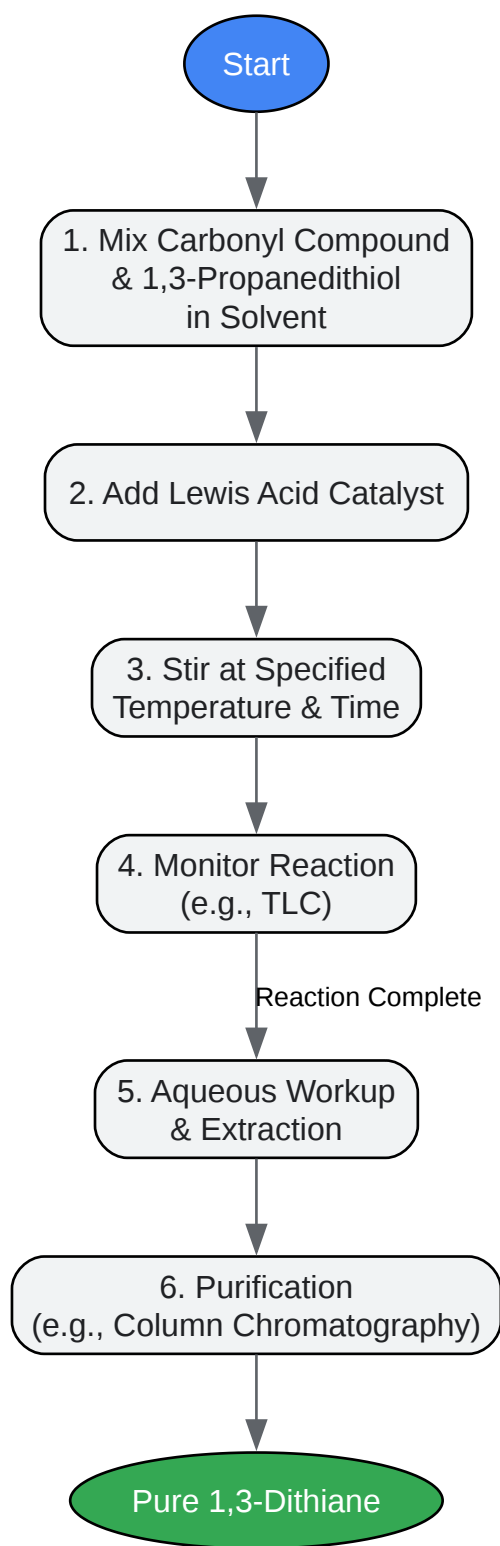 Start
1. Mix Carbonyl Compound
& 1,3-Propanedithiol
in Solvent
2. Add Lewis Acid Catalyst
3. Stir at Specified
Temperature & Time
4. Monitor Reaction
(e.g., TLC)
Reaction Complete
5. Aqueous Workup
& Extraction
6. Purification
(e.g., Column Chromatography)
Pure 1,3-Dithiane